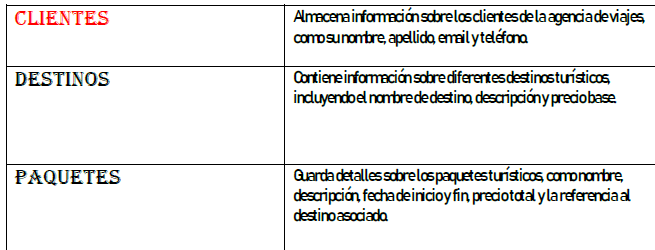 CLIENTES
Almacena información sobre los clientes de la agencia de viajes,
como su nombre, apellido, email y teléfono.
DESTINOS
Contiene información sobre diferentes destinos turísticos,
incluyendo el nombre de destino, descripción y precio base.
PAQUETES
Guarda detalles sobre los paquetes turísticos, como nombre,
descripción, fecha de inicio y fin, precio total y la referencia al
destino asociado.